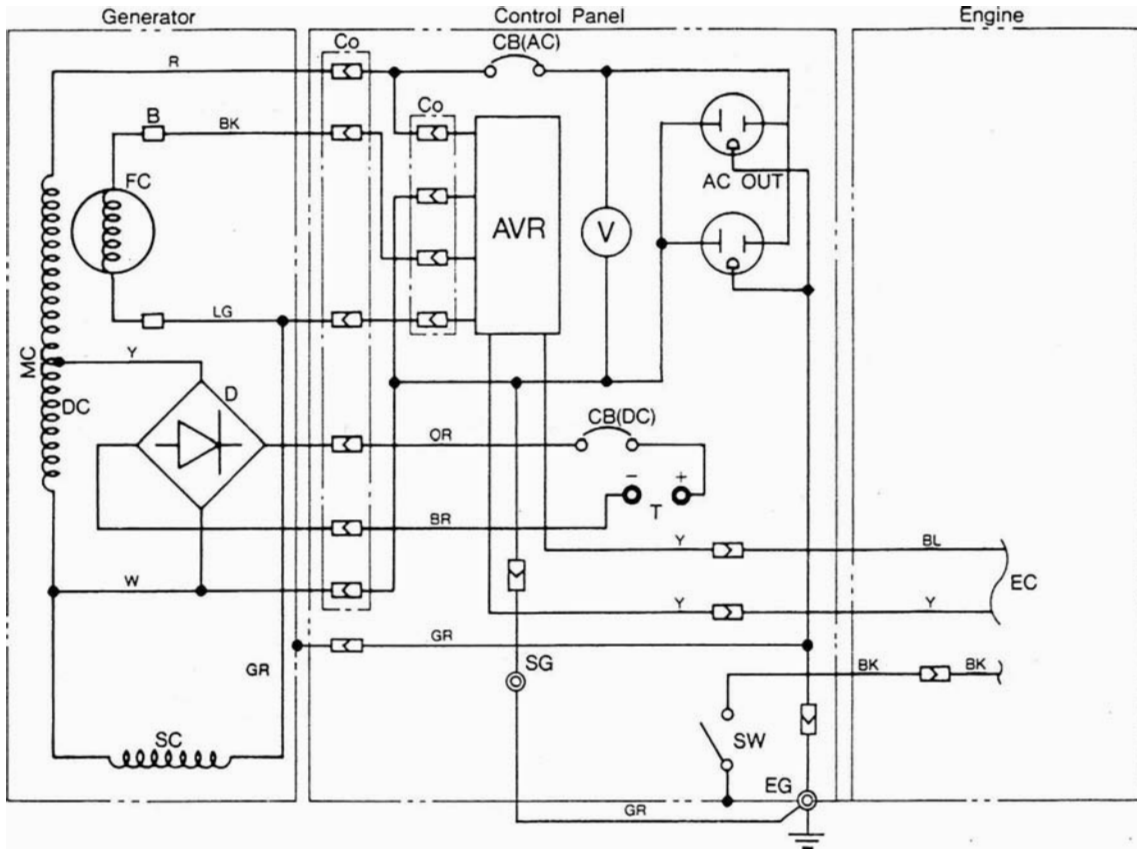 Generator Control Panel Engine
Co CB(AC)
R
B BK Co
FC
AC OUT
AVR V
LG
MC Y
DC D
OR CB(DC)
- +
T
BR
Y BL
W EC
Y Y
GR
GR SG BK BK
SC SW
EG
GR